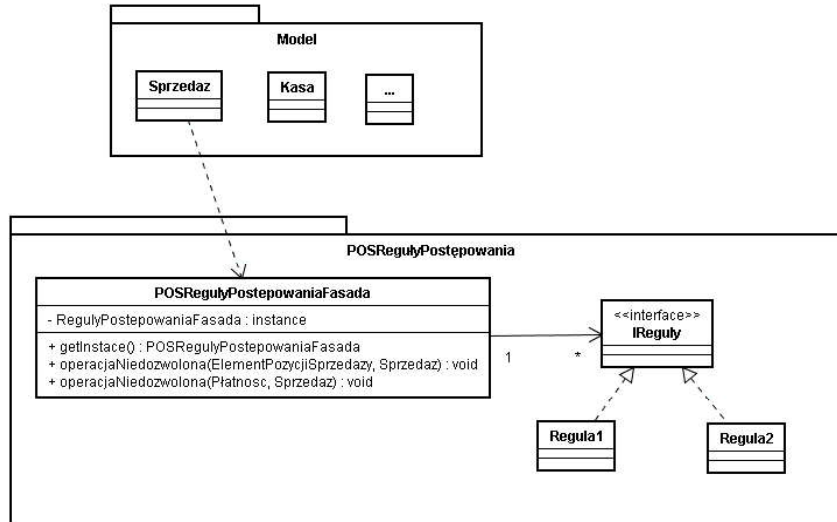 Model
Sprzedaz
Kasa
...
POSRegułyPostępowania
POSRegulyPostepowaniaFasada
- RegulyPostepowaniaFasada : instance
+ getInstace() : POSRegulyPostepowaniaFasada
+ operacjaNiedozwolona(ElementPozycjiSprzedazy, Sprzedaz) : void
+ operacjaNiedozwolona(Płatnosc, Sprzedaz) : void
1
*
<<interface>>
IReguly
Regula1
Regula2